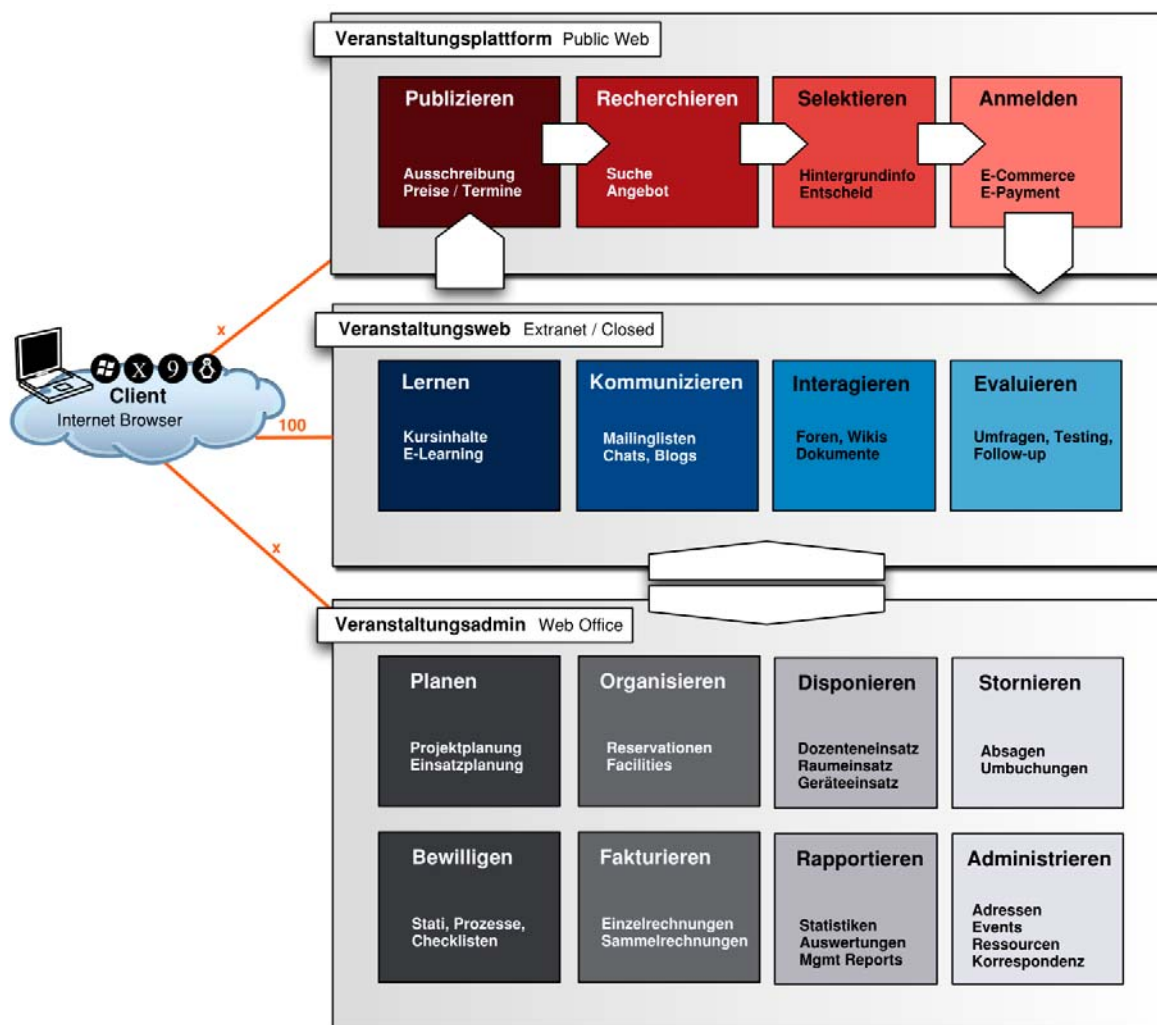 Veranstaltungsplattform Public Web
Publizieren
Ausschreibung
Preise / Termine
Recherchieren
Suche
Angebot
Selektieren
Hintergrundinfo
Entscheid
Anmelden
E-Commerce
E-Payment
x
Client
Internet Browser
X 9
100
x
Veranstaltungsweb Extranet / Closed
Lernen
Kursinhalte
E-Learning
Kommunizieren
Mailinglisten
Chats, Blogs
Interagieren
Foren, Wikis
Dokumente
Evaluieren
Umfragen, Testing,
Follow-up
Veranstaltungsadmin Web Office
Planen
Projektplanung
Einsatzplanung
Organisieren
Reservationen
Facilities
Disponieren
Dozenteneinsatz
Raumeinsatz
Geräteeinsatz
Stornieren
Absagen
Umbuchungen
Bewilligen
Stati, Prozesse,
Checklisten
Fakturieren
Einzelrechnungen
Sammelrechnungen
Rapportieren
Statistiken
Auswertungen
Mgmt Reports
Administrieren
Adressen
Events
Ressourcen
Korrespondenz